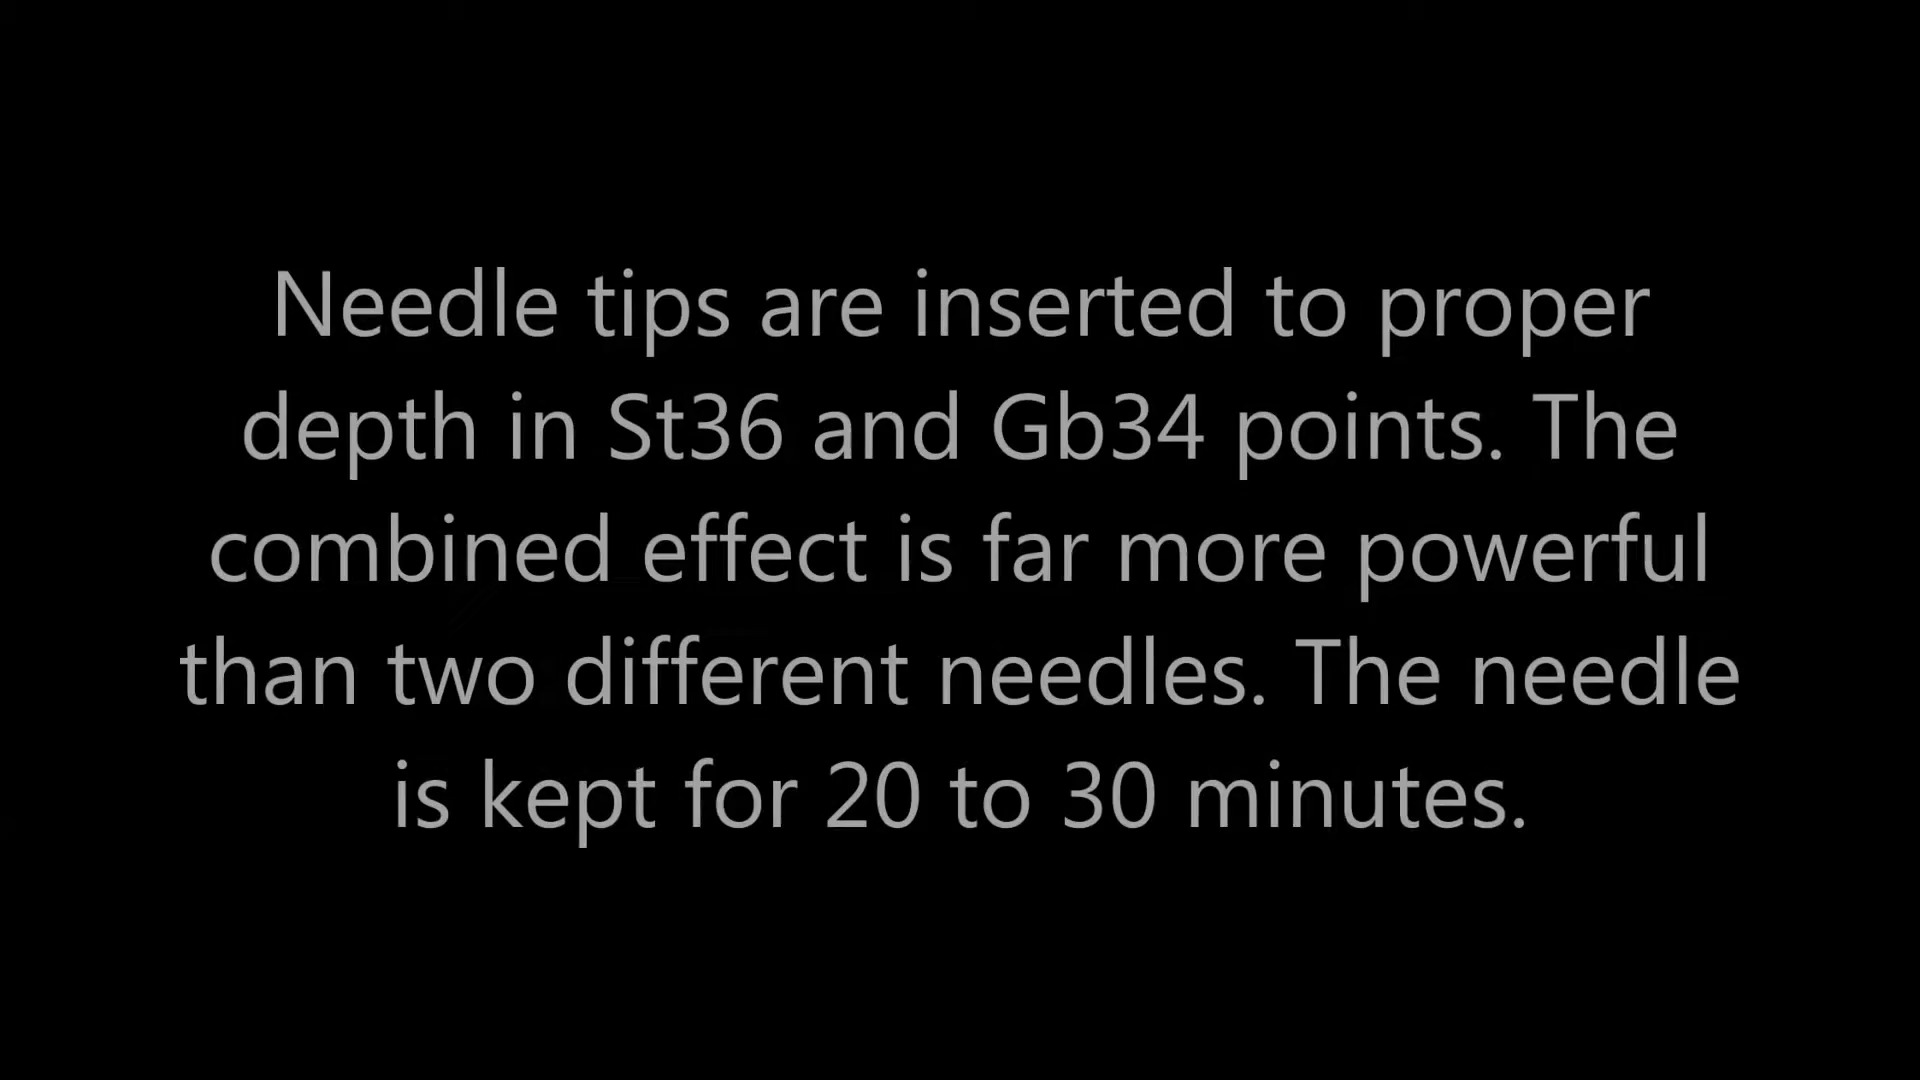 Needle tips are inserted to proper
depth in St36 and Gb34 points. The
combined effect is far more powerful
than two different needles. The needle
is kept for 20 to 30 minutes.